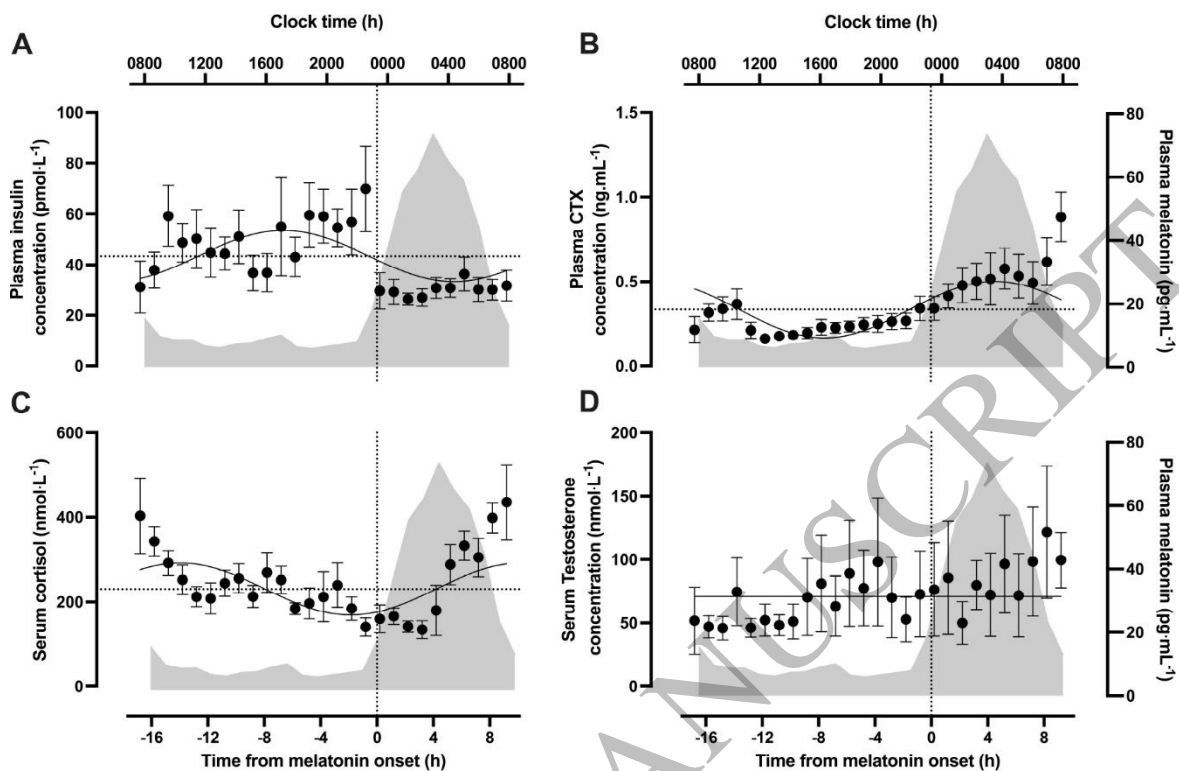 Clock time (h)
Clock time (h)
A
B
0800 1200 1600 2000 0000 0400 0800
0800 1200 1600 2000 0000 0400 0800
Plasma insulin
concentration (pmol·L-1)
100
80
60
40
20
0
Plasma CTX
concentration (ng.mL-1)
1.5
1.0
0.5
0.0
80
60
40
20
0
Plasma melatonin
(pg·mL-1)
C
D
Serum cortisol (nmol·L-1)
600
400
200
0
Serum Testosterone
concentration (nmol·L-1)
200
150
100
50
0
80
60
40
20
0
Plasma melatonin
(pg·mL-1)
-16 -12 -8 -4 0 4 8
-16 -12 -8 -4 0 4 8
Time from melatonin onset (h)
Time from melatonin onset (h)
ANUSCRIPT